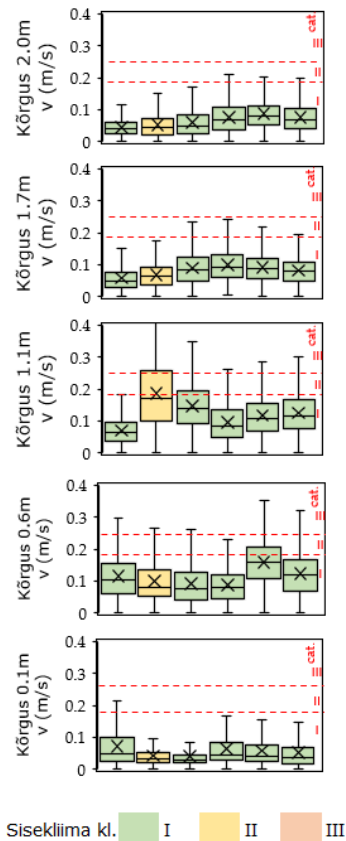 Kõrgus 2.0m
v (m/s)
0.4
0.3
0.2
0.1
0
cat.
III
II
I
Kõrgus 1.7m
v (m/s)
0.4
0.3
0.2
0.1
0
cat.
III
II
I
Kõrgus 1.1m
v (m/s)
0.4
0.3
0.2
0.1
0
cat.
III
II
I
Kõrgus 0.6m
v (m/s)
0.4
0.3
0.2
0.1
0
cat.
III
II
I
Kõrgus 0.1m
v (m/s)
0.4
0.3
0.2
0.1
0
cat.
III
II
I
Sisekliima kl. I II III